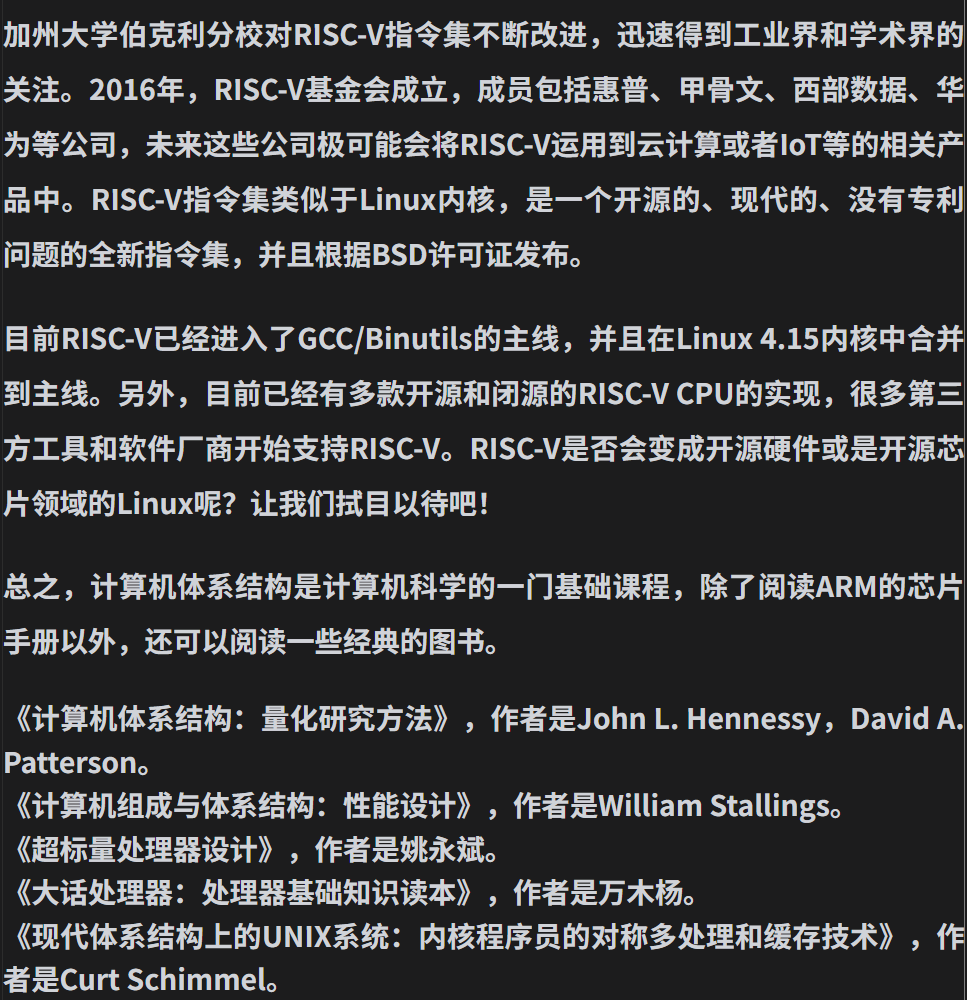 加州大学伯克利分校对RISC-V指令集不断改进，迅速得到工业界和学术界的
关注。2016年，RISC-V基金会成立，成员包括惠普、甲骨文、西部数据、华
为等公司，未来这些公司极可能会将RISC-V运用到云计算或者IoT等的相关产
品中。RISC-V指令集类似于Linux内核，是一个开源的、现代的、没有专利
问题的全新指令集，并且根据BSD许可证发布。
目前RISC-V已经进入了GCC/Binutils的主线，并且在Linux 4.15内核中合并
到主线。另外，目前已经有多款开源和闭源的RISC-V CPU的实现，很多第三
方工具和软件厂商开始支持RISC-V。RISC-V是否会变成开源硬件或是开源芯
片领域的Linux呢？让我们拭目以待吧！
总之，计算机体系结构是计算机科学的一门基础课程，除了阅读ARM的芯片
手册以外，还可以阅读一些经典的图书。
《计算机体系结构：量化研究方法》，作者是John L. Hennessy，David A.
Patterson。
《计算机组成与体系结构：性能设计》，作者是William Stallings。
《超标量处理器设计》，作者是姚永斌。
《大话处理器：处理器基础知识读本》，作者是万木杨。
《现代体系结构上的UNIX系统：内核程序员的对称多处理和缓存技术》，作
者是Curt Schimmel。